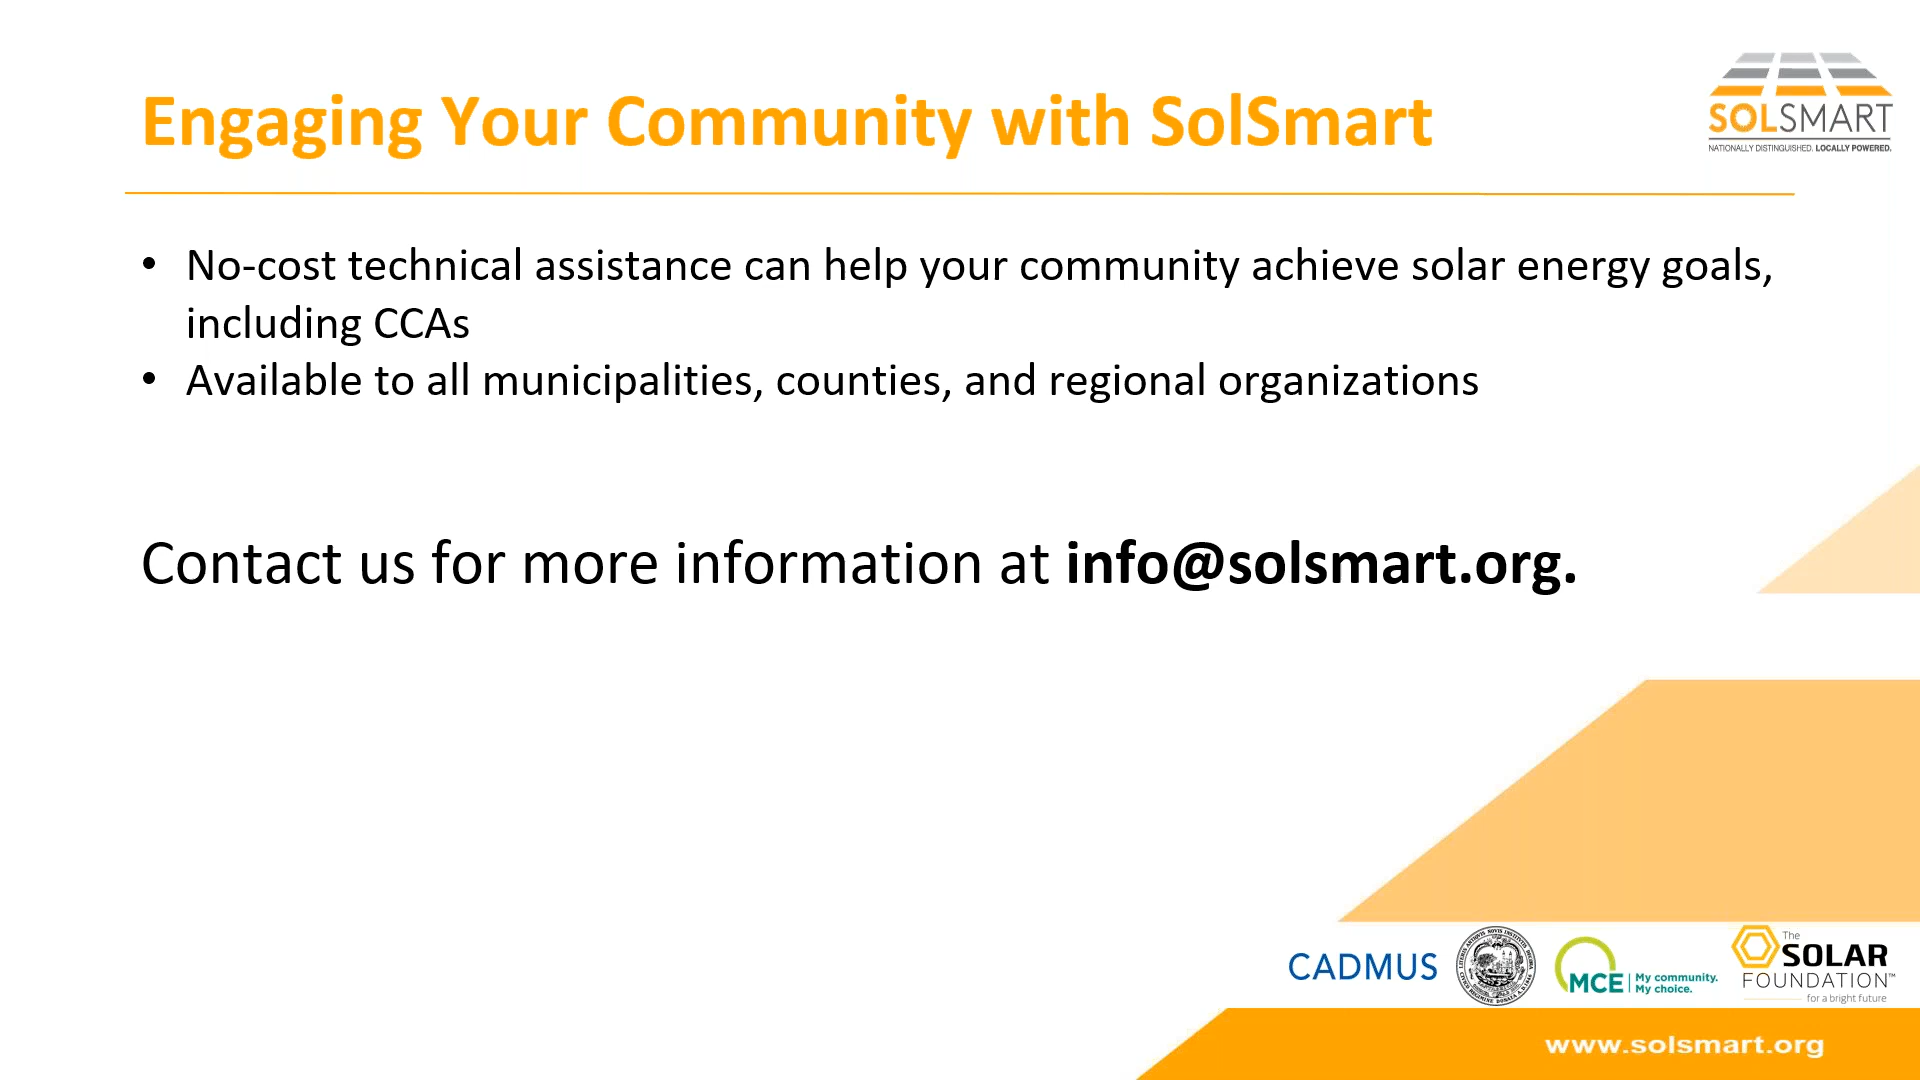 Engaging Your Community with SolSmart
SOLSMART
NATIONALLY DISTINGUISHED. LOCALLY POWERED.
• No-cost technical assistance can help your community achieve solar energy goals,
including CCAs
• Available to all municipalities, counties, and regional organizations
Contact us for more information at info@solsmart.org.
CADMUS
MCE My community.
My choice.
The
SOLAR
FOUNDATION™
for a bright future
www.solsmart.org